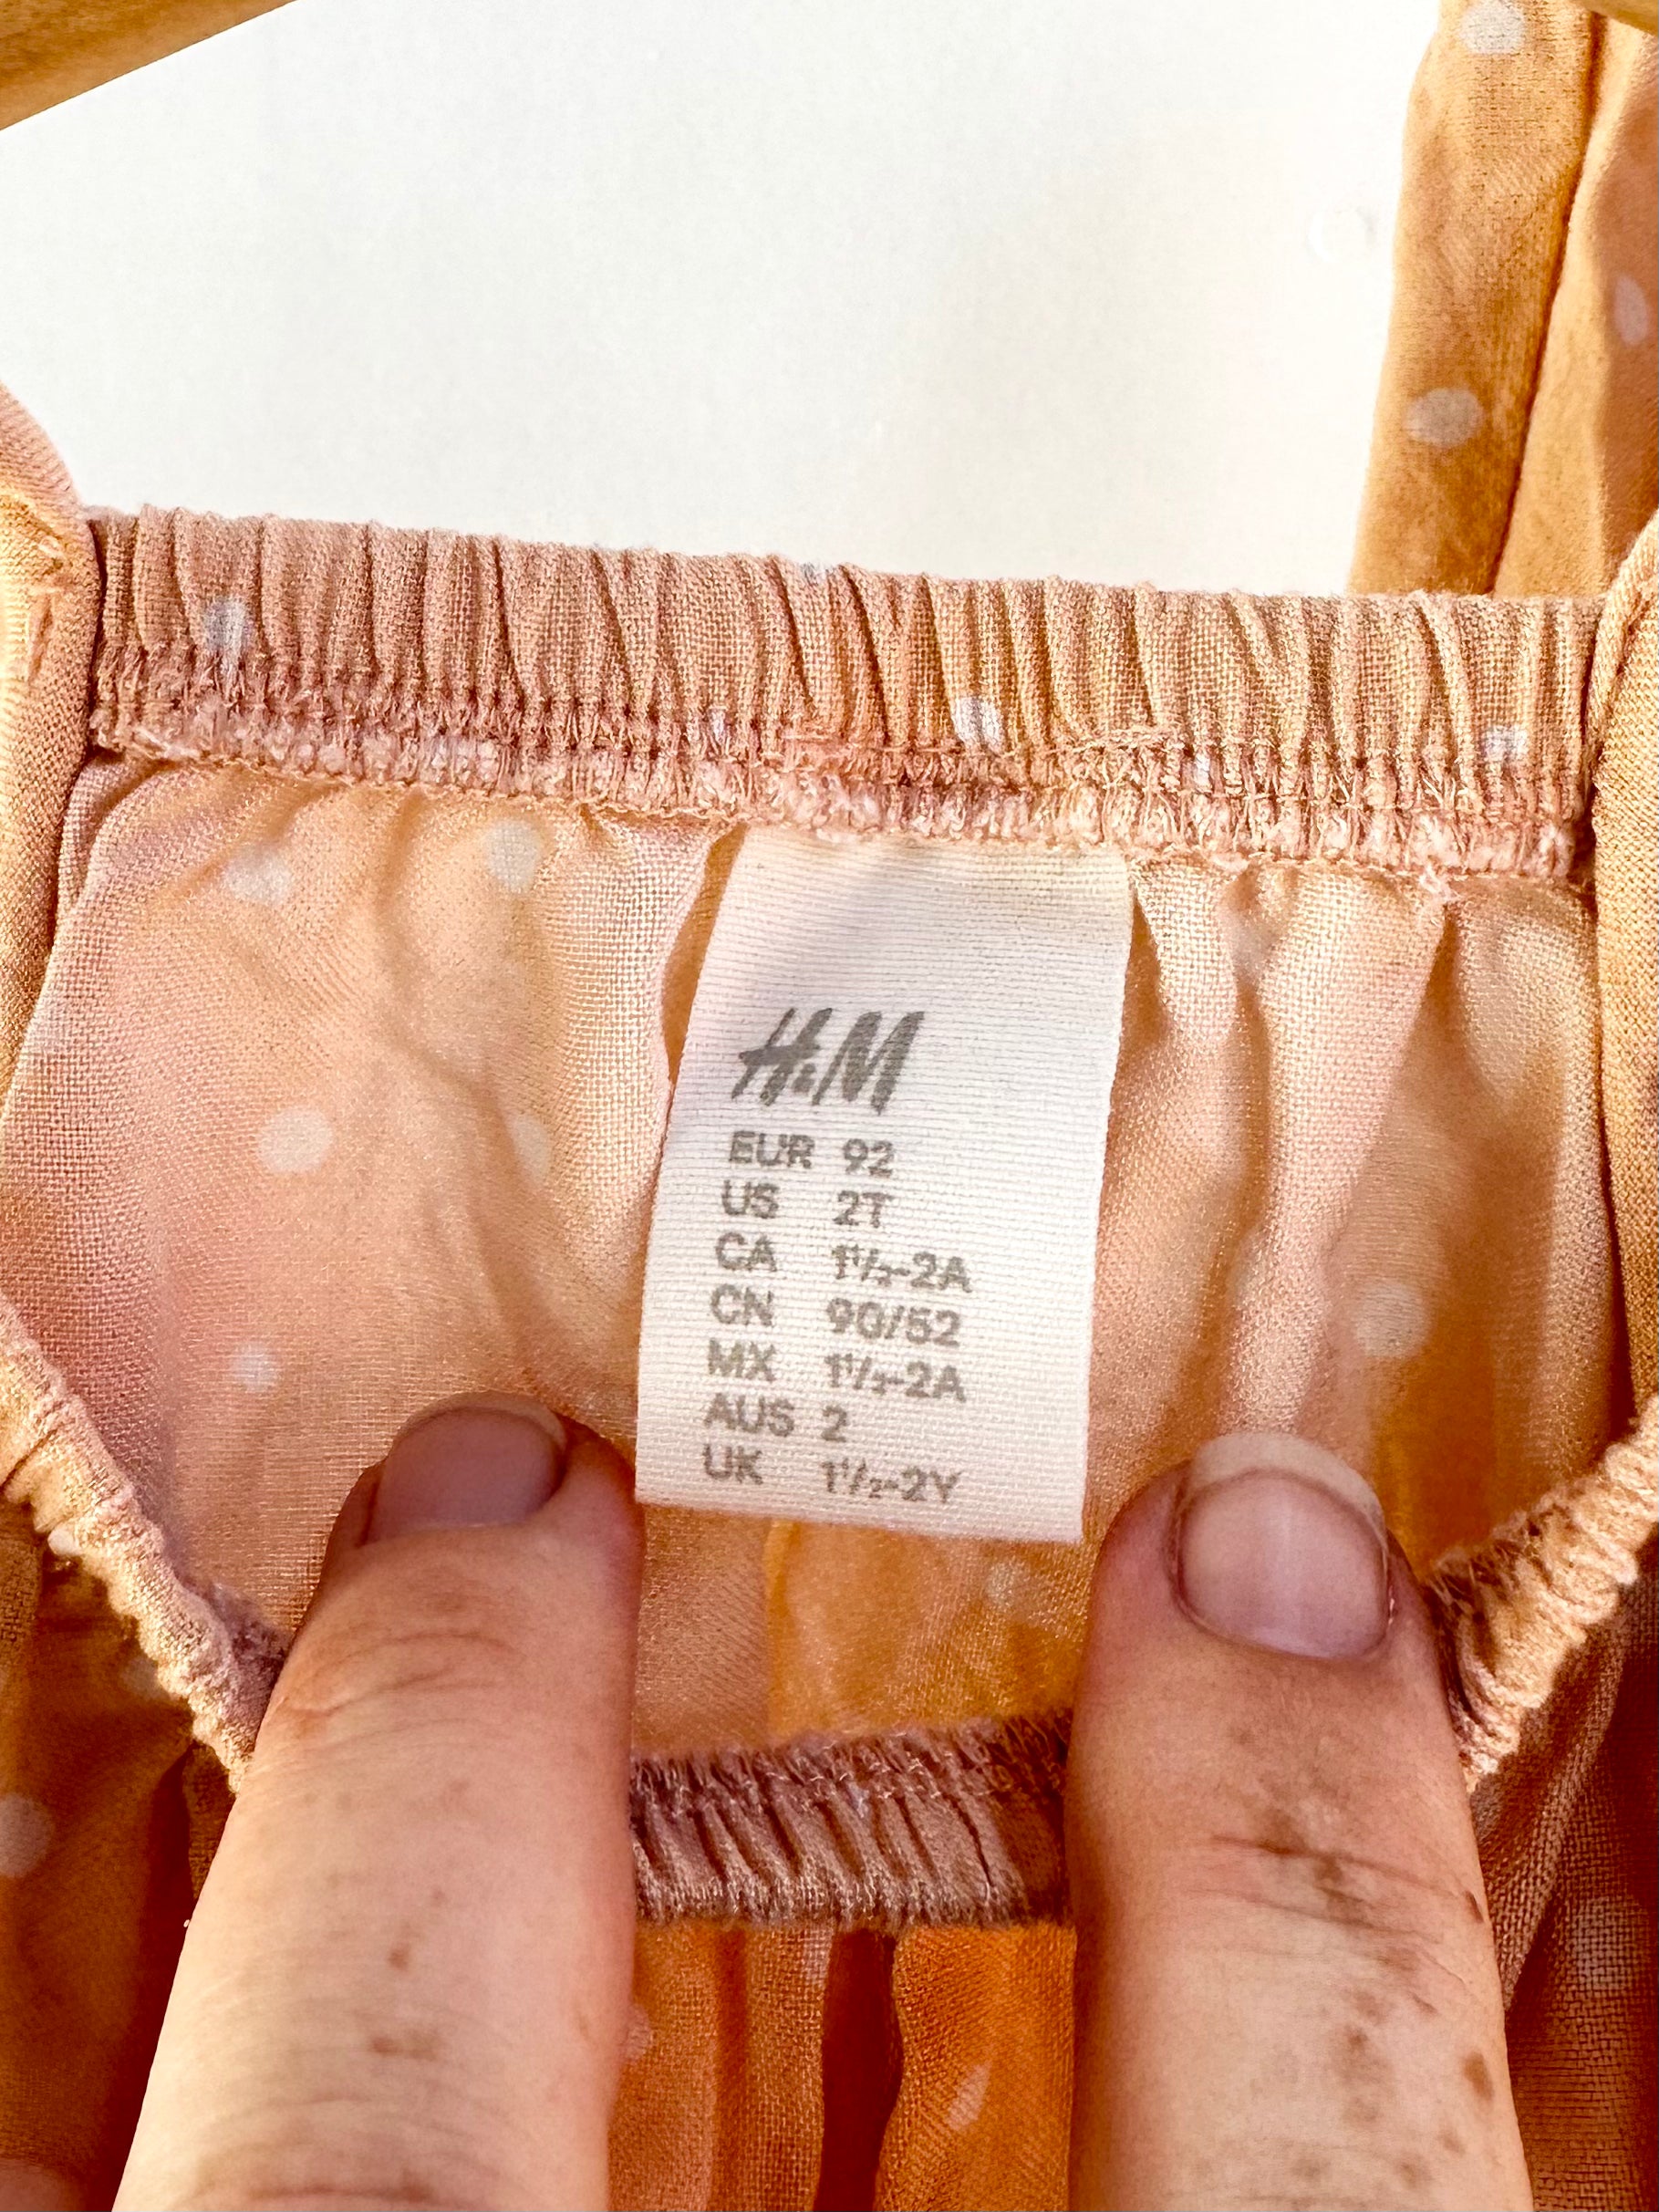 H&M
EUR 92
US 2T
CA 1½-2A
CN 90/52
MX 1½-2A
AUS 2
UK 1½-2Y